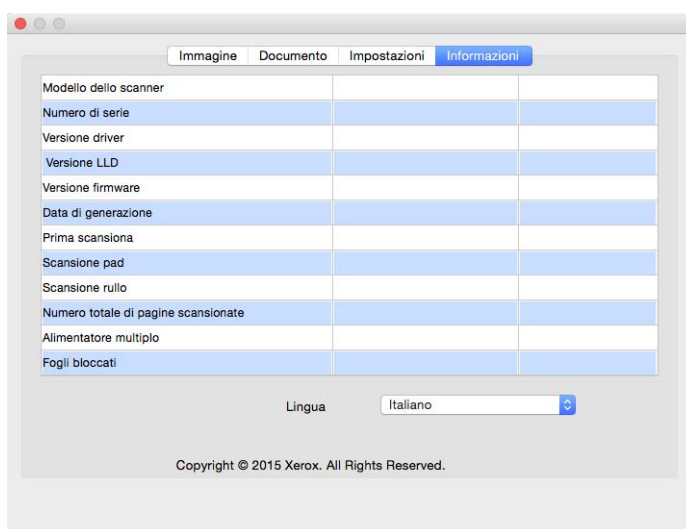 Immagine Documento Impostazioni Informazioni
Modello dello scanner
Numero di serie
Versione driver
Versione LLD
Versione firmware
Data di generazione
Prima scansiona
Scansione pad
Scansione rullo
Numero totale di pagine scansionate
Alimentatore multiplo
Fogli bloccati
Lingua Italiano
Copyright © 2015 Xerox. All Rights Reserved.